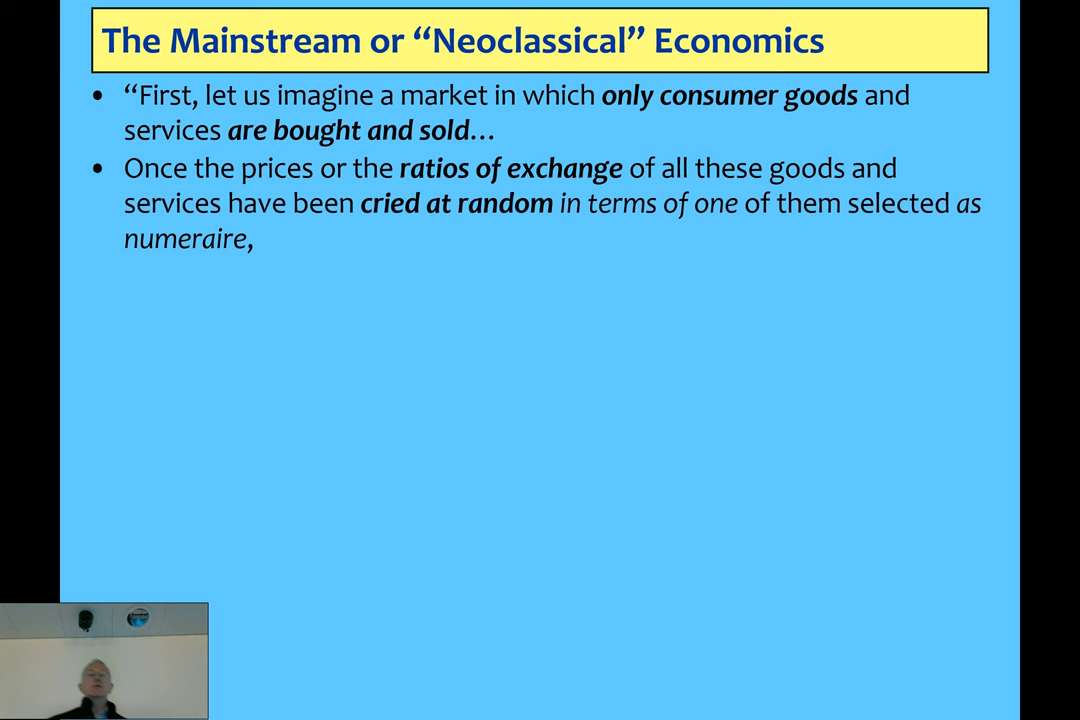 The Mainstream or “Neoclassical” Economics
• “First, let us imagine a market in which only consumer goods and
services are bought and sold…
• Once the prices or the ratios of exchange of all these goods and
services have been cried at random in terms of one of them selected as
numeraire,